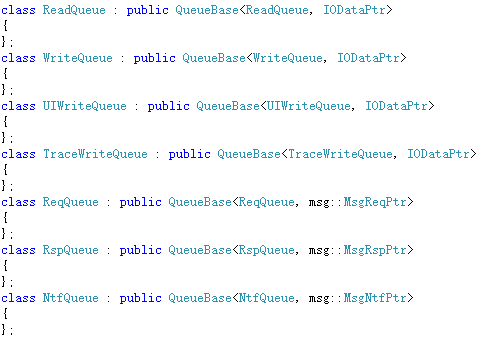 class ReadQueue : public QueueBase<ReadQueue, IODataPtr>
{
};
class WriteQueue : public QueueBase<WriteQueue, IODataPtr>
{
};
class UIWriteQueue : public QueueBase<UIWriteQueue, IODataPtr>
{
};
class TraceWriteQueue : public QueueBase<TraceWriteQueue, IODataPtr>
{
};
class ReqQueue : public QueueBase<ReqQueue, msg::MsgReqPtr>
{
};
class RspQueue : public QueueBase<RspQueue, msg::MsgRspPtr>
{
};
class NtfQueue : public QueueBase<NtfQueue, msg::MsgNtfPtr>
{
};